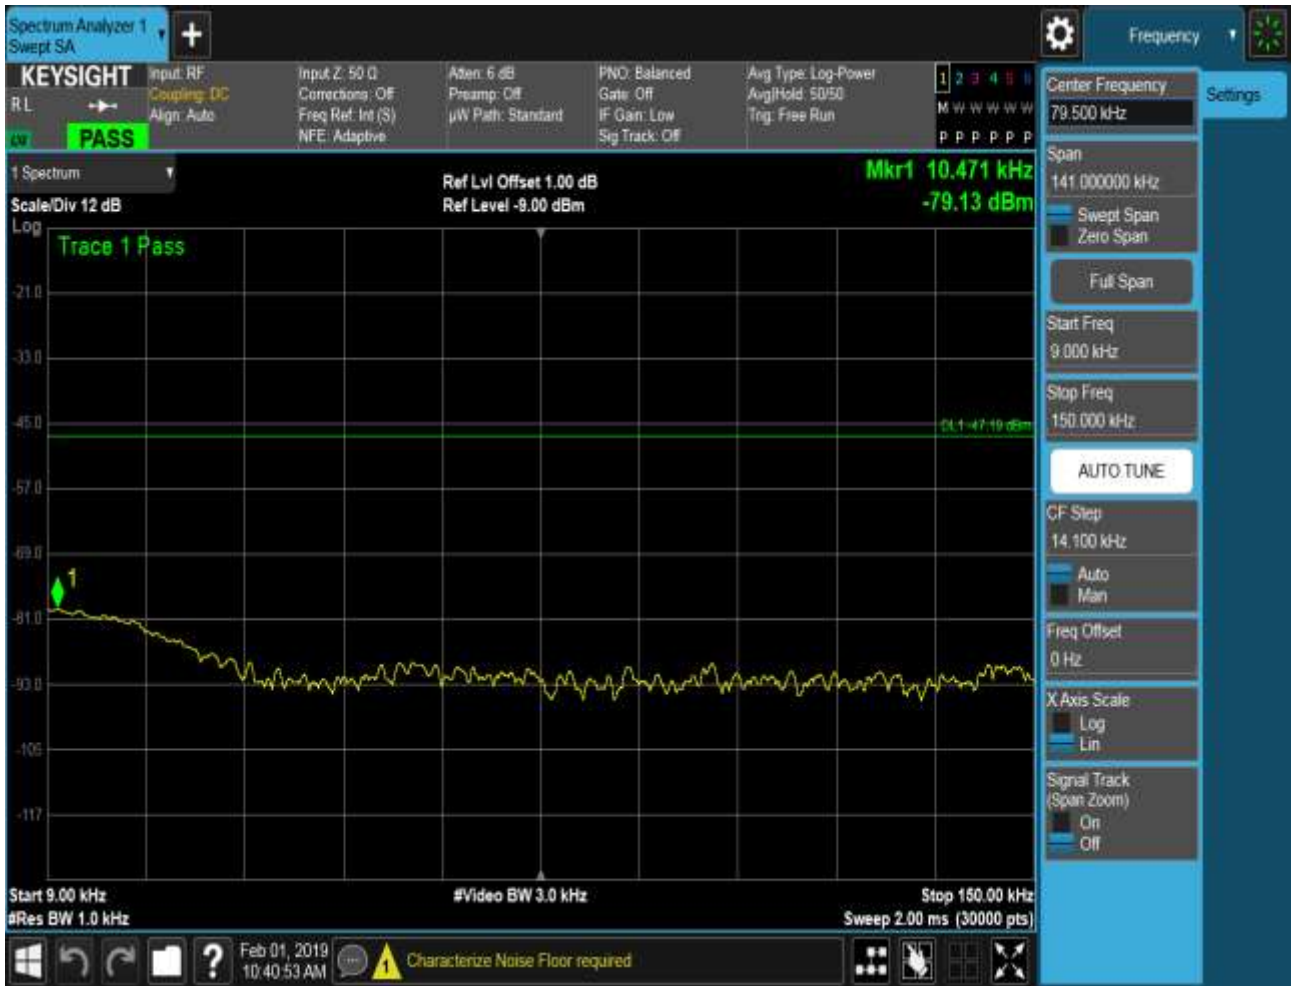 Spectrum Analyzer 1
Swept SA
Frequency
KEYSIGHT
R L
PASS
Input: RF
Coupling: DC
Align: Auto
Input Z: 50 Ω
Corrections: Off
Freq Ref: Int (S)
NFE: Adaptive
Atten: 6 dB
Preamp: Off
µW Path: Standard
PNO: Balanced
Gate: Off
IF Gain: Low
Sig Track: Off
Avg Type: Log-Power
Avg|Hold: 50/50
Trig: Free Run
1 2 3 4 5 6
M W W W W W
P P P P P P
1 Spectrum
Scale/Div 12 dB
Ref Lvl Offset 1.00 dB
Ref Level -9.00 dBm
Mkr1 10.471 kHz
-79.13 dBm
Log
Trace 1 Pass
-21.0
-33.0
-45.0
DL1 -47.19 dBm
-57.0
-69.0
1
-81.0
-93.0
-105
-117
Start 9.00 kHz
#Video BW 3.0 kHz
Stop 150.00 kHz
#Res BW 1.0 kHz
Sweep 2.00 ms (30000 pts)
Center Frequency
79.500 kHz
Settings
Span
141.000000 kHz
Swept Span
Zero Span
Full Span
Start Freq
9.000 kHz
Stop Freq
150.000 kHz
AUTO TUNE
CF Step
14.100 kHz
Auto
Man
Freq Offset
0 Hz
X Axis Scale
Log
Lin
Signal Track
(Span Zoom)
On
Off
?
Feb 01, 2019
10:40:53 AM
1
Characterize Noise Floor required